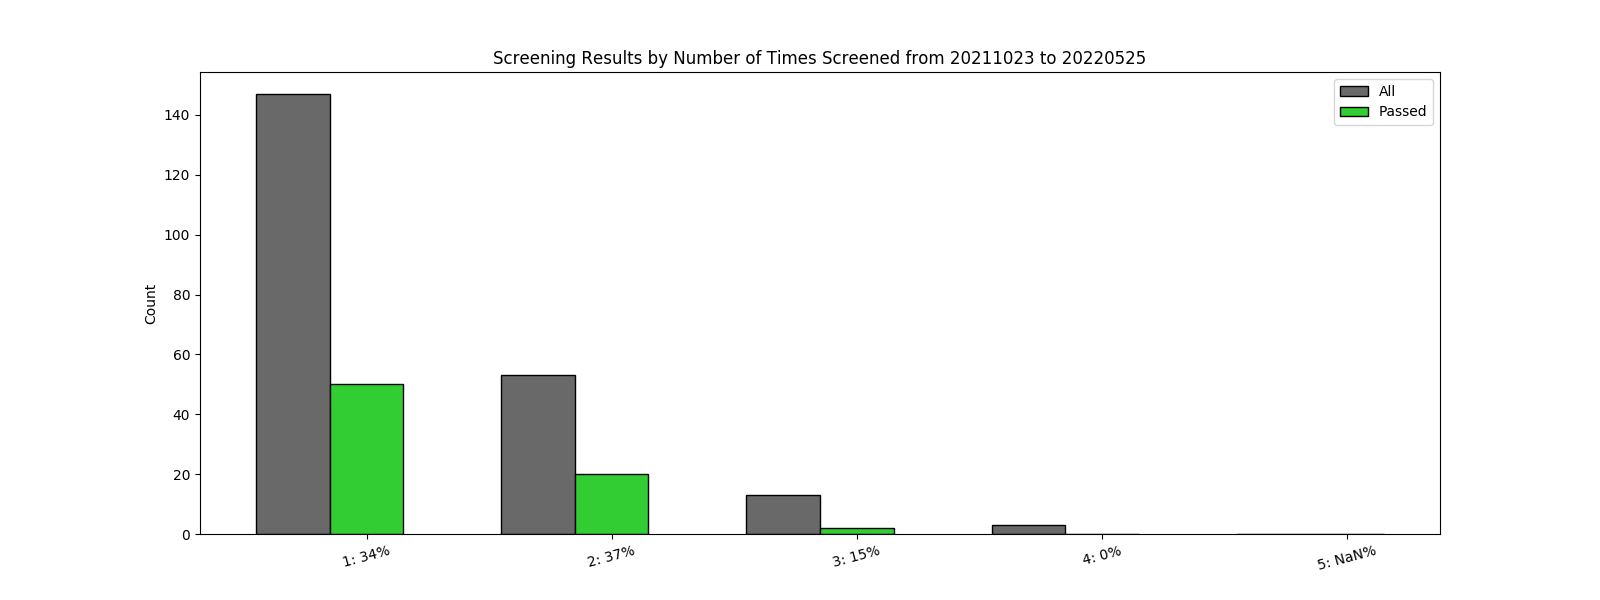 Screening Results by Number of Times Screened from 20211023 to 20220525
All
Passed
Count
140
120
100
80
60
40
20
0
1: 34%
2: 37%
3: 15%
4: 0%
5: NaN%